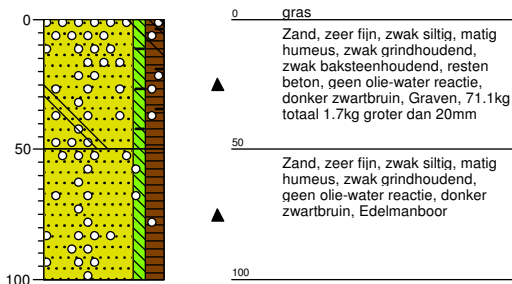 0
50
100
0
gras
Zand, zeer fijn, zwak siltig, matig
humeus, zwak grindhoudend,
zwak baksteenhoudend, resten
beton, geen olie-water reactie,
donker zwartbruin, Graven, 71.1kg
totaal 1.7kg groter dan 20mm
50
Zand, zeer fijn, zwak siltig, matig
humeus, zwak grindhoudend,
geen olie-water reactie, donker
zwartbruin, Edelmanboor
100